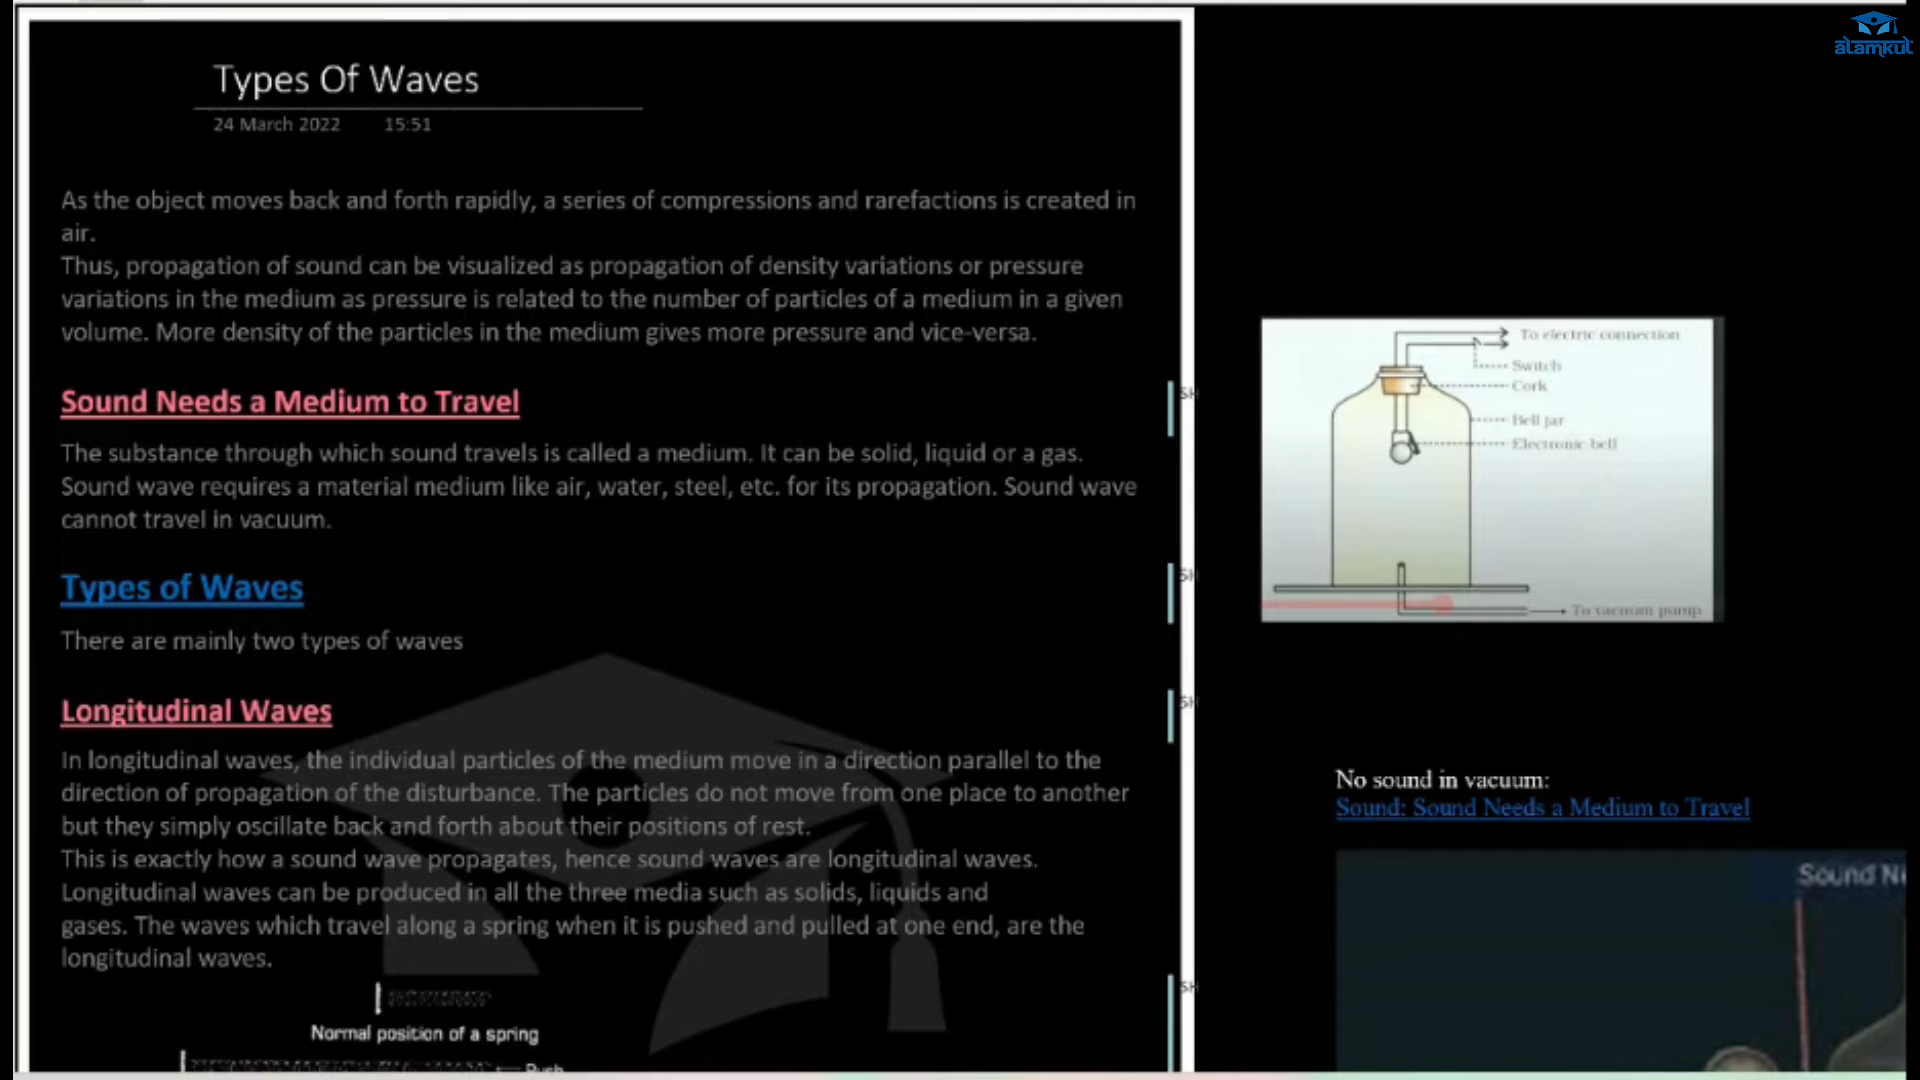 alamkul
Types Of Waves
24 March 2022 15:51
As the object moves back and forth rapidly, a series of compressions and rarefactions is created in
air.
Thus, propagation of sound can be visualized as propagation of density variations or pressure
variations in the medium as pressure is related to the number of particles of a medium in a given
volume. More density of the particles in the medium gives more pressure and vice-versa.
Sound Needs a Medium to Travel
The substance through which sound travels is called a medium. It can be solid, liquid or a gas.
Sound wave requires a material medium like air, water, steel, etc. for its propagation. Sound wave
cannot travel in vacuum.
Types of Waves
There are mainly two types of waves
Longitudinal Waves
In longitudinal waves, the individual particles of the medium move in a direction parallel to the
direction of propagation of the disturbance. The particles do not move from one place to another
but they simply oscillate back and forth about their positions of rest.
This is exactly how a sound wave propagates, hence sound waves are longitudinal waves.
Longitudinal waves can be produced in all the three media such as solids, liquids and
gases. The waves which travel along a spring when it is pushed and pulled at one end, are the
longitudinal waves.
Normal position of a spring
Push
To electric connection
Switch
Cork
Bell jar
Electronic bell
To vacuum pump
No sound in vacuum:
Sound: Sound Needs a Medium to Travel
Sound